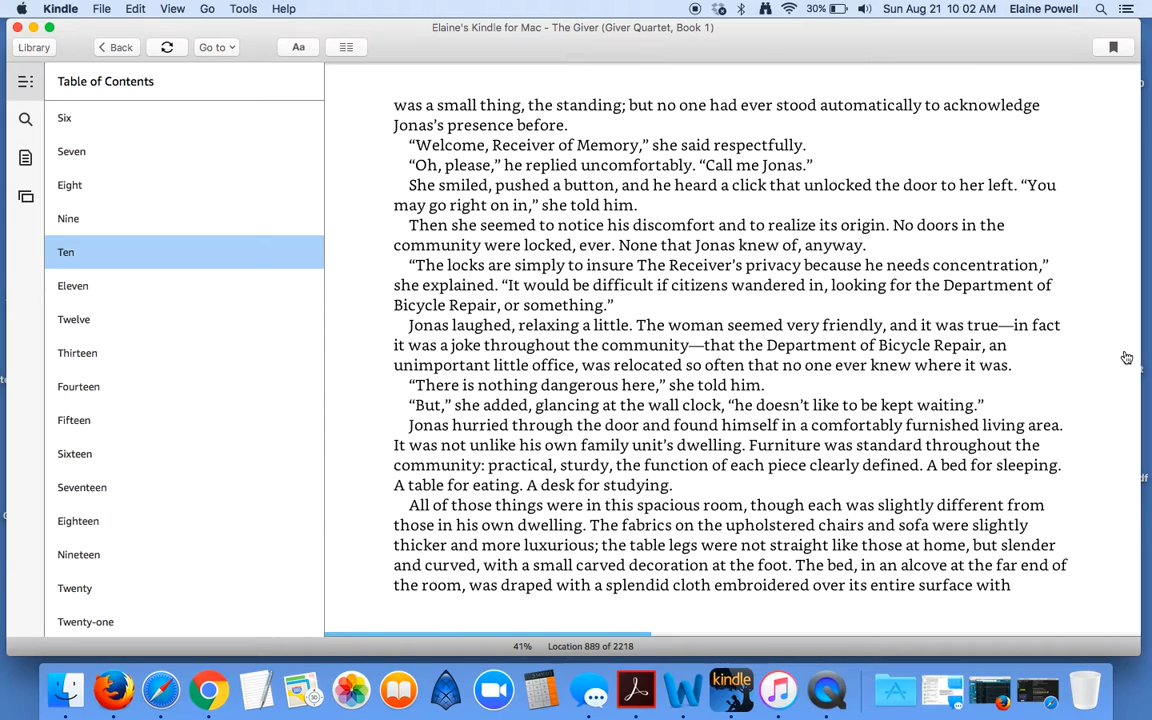 Kindle File Edit View Go Tools Help 30% Sun Aug 21 10:02 AM Elaine Powell
Elaine's Kindle for Mac - The Giver (Giver Quartet, Book 1)
Library Back Go to Aa
Table of Contents
Six
Seven
Eight
Nine
Ten
Eleven
Twelve
Thirteen
Fourteen
Fifteen
Sixteen
Seventeen
Eighteen
Nineteen
Twenty
Twenty-one
was a small thing, the standing; but no one had ever stood automatically to acknowledge
Jonas’s presence before.
“Welcome, Receiver of Memory,” she said respectfully.
“Oh, please,” he replied uncomfortably. “Call me Jonas.”
She smiled, pushed a button, and he heard a click that unlocked the door to her left. “You
may go right on in,” she told him.
Then she seemed to notice his discomfort and to realize its origin. No doors in the
community were locked, ever. None that Jonas knew of, anyway.
“The locks are simply to insure The Receiver’s privacy because he needs concentration,”
she explained. “It would be difficult if citizens wandered in, looking for the Department of
Bicycle Repair, or something.”
Jonas laughed, relaxing a little. The woman seemed very friendly, and it was true—in fact
it was a joke throughout the community—that the Department of Bicycle Repair, an
unimportant little office, was relocated so often that no one ever knew where it was.
“There is nothing dangerous here,” she told him.
“But,” she added, glancing at the wall clock, “he doesn’t like to be kept waiting.”
Jonas hurried through the door and found himself in a comfortably furnished living area.
It was not unlike his own family unit’s dwelling. Furniture was standard throughout the
community: practical, sturdy, the function of each piece clearly defined. A bed for sleeping.
A table for eating. A desk for studying.
All of those things were in this spacious room, though each was slightly different from
those in his own dwelling. The fabrics on the upholstered chairs and sofa were slightly
thicker and more luxurious; the table legs were not straight like those at home, but slender
and curved, with a small carved decoration at the foot. The bed, in an alcove at the far end of
the room, was draped with a splendid cloth embroidered over its entire surface with
41% Location 889 of 2218
kindle